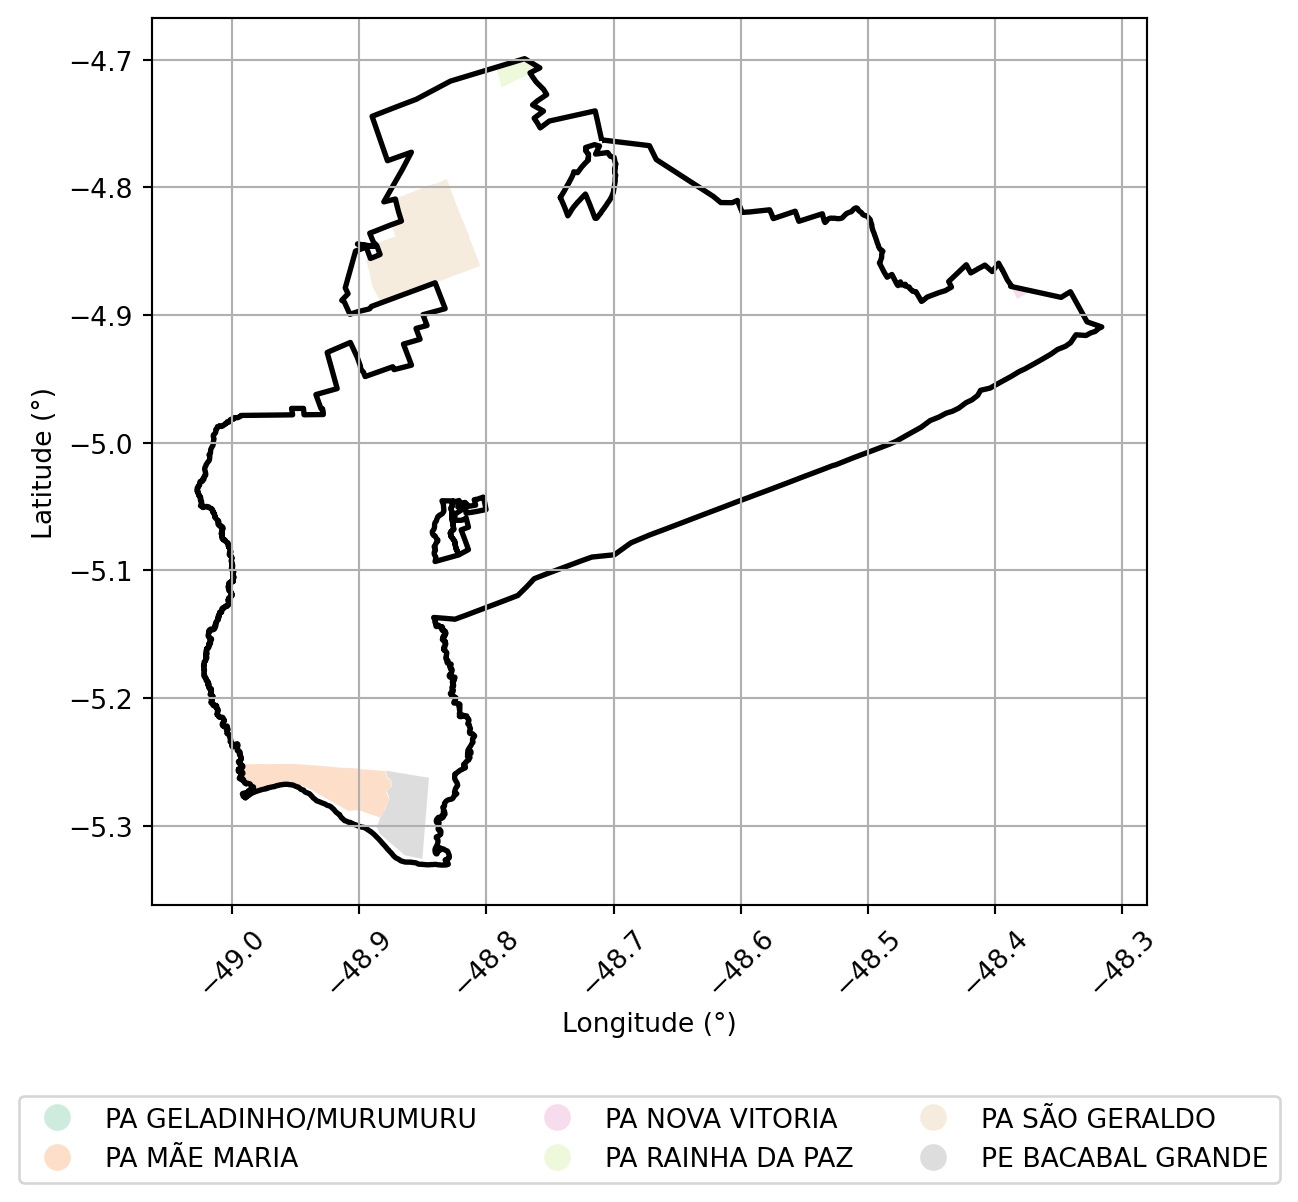 −4.7
−4.8
−4.9
−5.0
−5.1
−5.2
−5.3
Latitude (°)
−49.0 −48.9 −48.8 −48.7 −48.6 −48.5 −48.4 −48.3
Longitude (°)
PA GELADINHO/MURUMURU PA NOVA VITORIA PA SÃO GERALDO
PA MÃE MARIA PA RAINHA DA PAZ PE BACABAL GRANDE